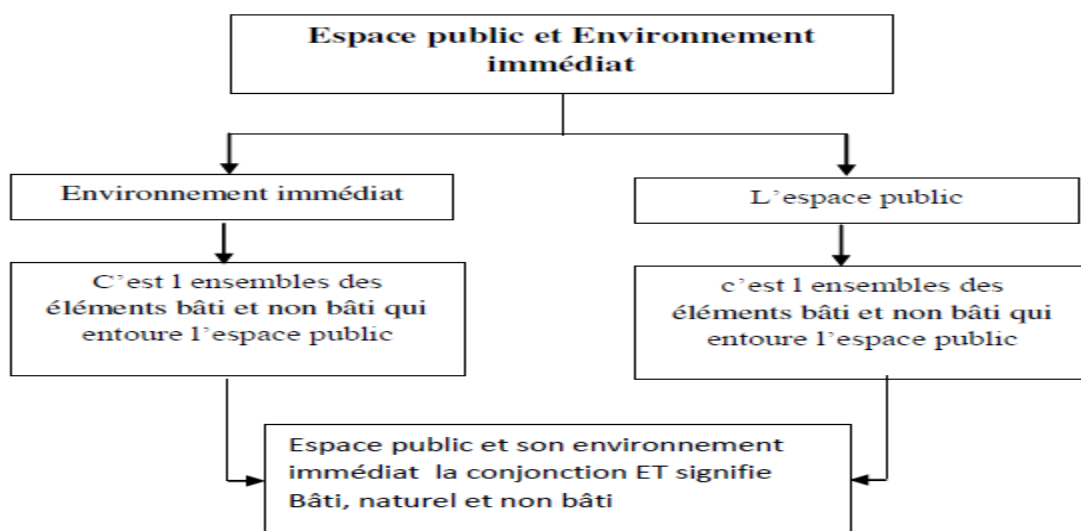 Espace public et Environnement
immédiat
Environnement immédiat
L'espace public
C'est l ensembles des
éléments bâti et non bâti qui
entoure l'espace public
c'est l ensembles des
éléments bâti et non bâti qui
entoure l'espace public
Espace public et son environnement
immédiat la conjonction ET signifie
Bâti, naturel et non bâti